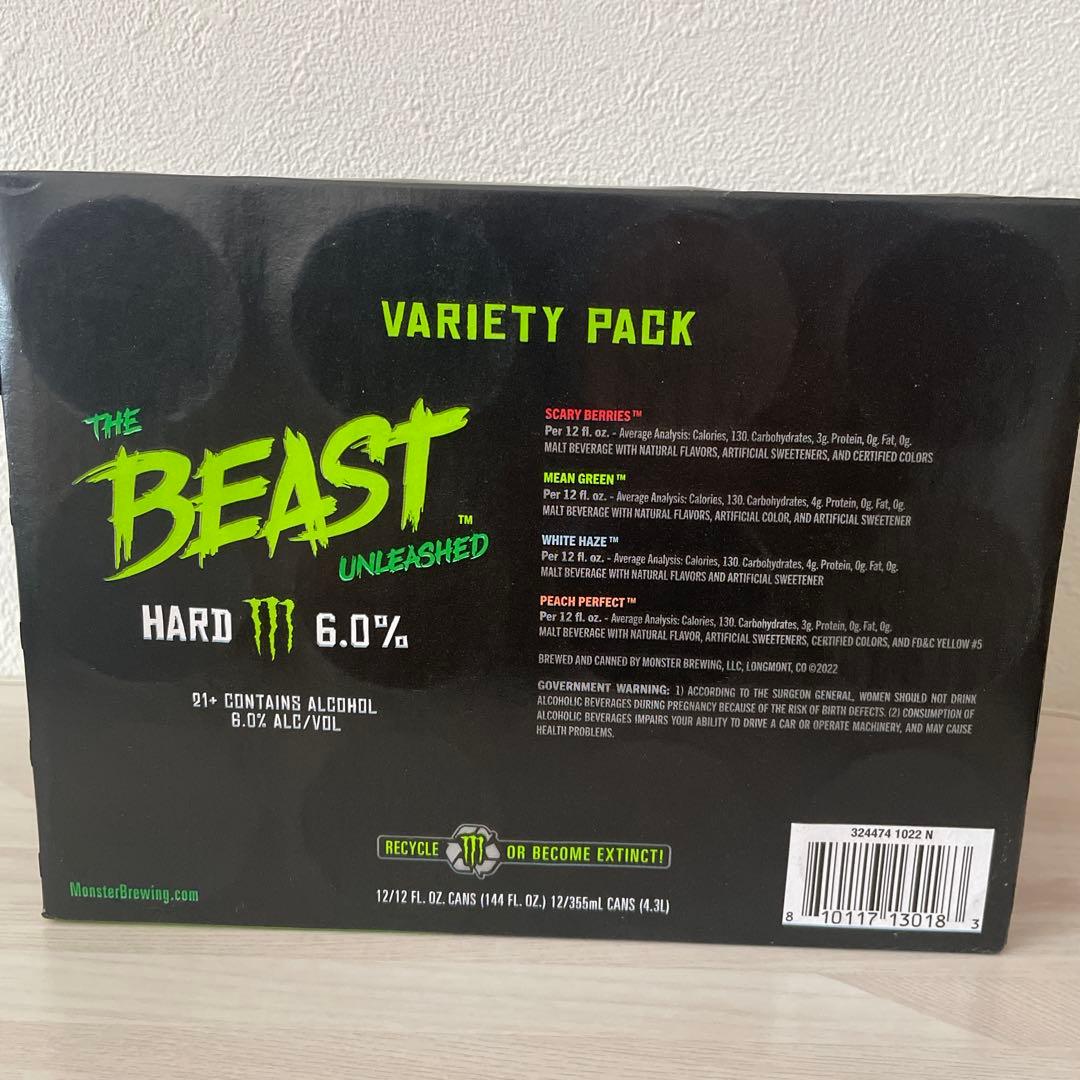 VARIETY PACK
THE
BEAST™
UNLEASHED
HARD 6.0%
21+ CONTAINS ALCOHOL
6.0% ALC/VOL
SCARY BERRIES™
Per 12 fl. oz. - Average Analysis: Calories, 130. Carbohydrates, 3g. Protein, 0g. Fat, 0g.
MALT BEVERAGE WITH NATURAL FLAVORS, ARTIFICIAL SWEETENERS, AND CERTIFIED COLORS
MEAN GREEN™
Per 12 fl. oz. - Average Analysis: Calories, 130. Carbohydrates, 4g. Protein, 0g. Fat, 0g.
MALT BEVERAGE WITH NATURAL FLAVORS, ARTIFICIAL COLOR, AND ARTIFICIAL SWEETENER
WHITE HAZE™
Per 12 fl. oz. - Average Analysis: Calories, 130. Carbohydrates, 4g. Protein, 0g. Fat, 0g.
MALT BEVERAGE WITH NATURAL FLAVORS AND ARTIFICIAL SWEETENER
PEACH PERFECT™
Per 12 fl. oz. - Average Analysis: Calories, 130. Carbohydrates, 3g. Protein, 0g. Fat, 0g.
MALT BEVERAGE WITH NATURAL FLAVOR, ARTIFICIAL SWEETENERS, CERTIFIED COLORS, AND FD&C YELLOW #5
BREWED AND CANNED BY MONSTER BREWING, LLC, LONGMONT, CO ©2022
GOVERNMENT WARNING: 1) ACCORDING TO THE SURGEON GENERAL, WOMEN SHOULD NOT DRINK
ALCOHOLIC BEVERAGES DURING PREGNANCY BECAUSE OF THE RISK OF BIRTH DEFECTS. (2) CONSUMPTION OF
ALCOHOLIC BEVERAGES IMPAIRS YOUR ABILITY TO DRIVE A CAR OR OPERATE MACHINERY, AND MAY CAUSE
HEALTH PROBLEMS.
RECYCLE OR BECOME EXTINCT!
MonsterBrewing.com
12/12 FL. OZ. CANS (144 FL. OZ.) 12/355mL CANS (4.3L)
324474 1022 N
8 10117 13018 3